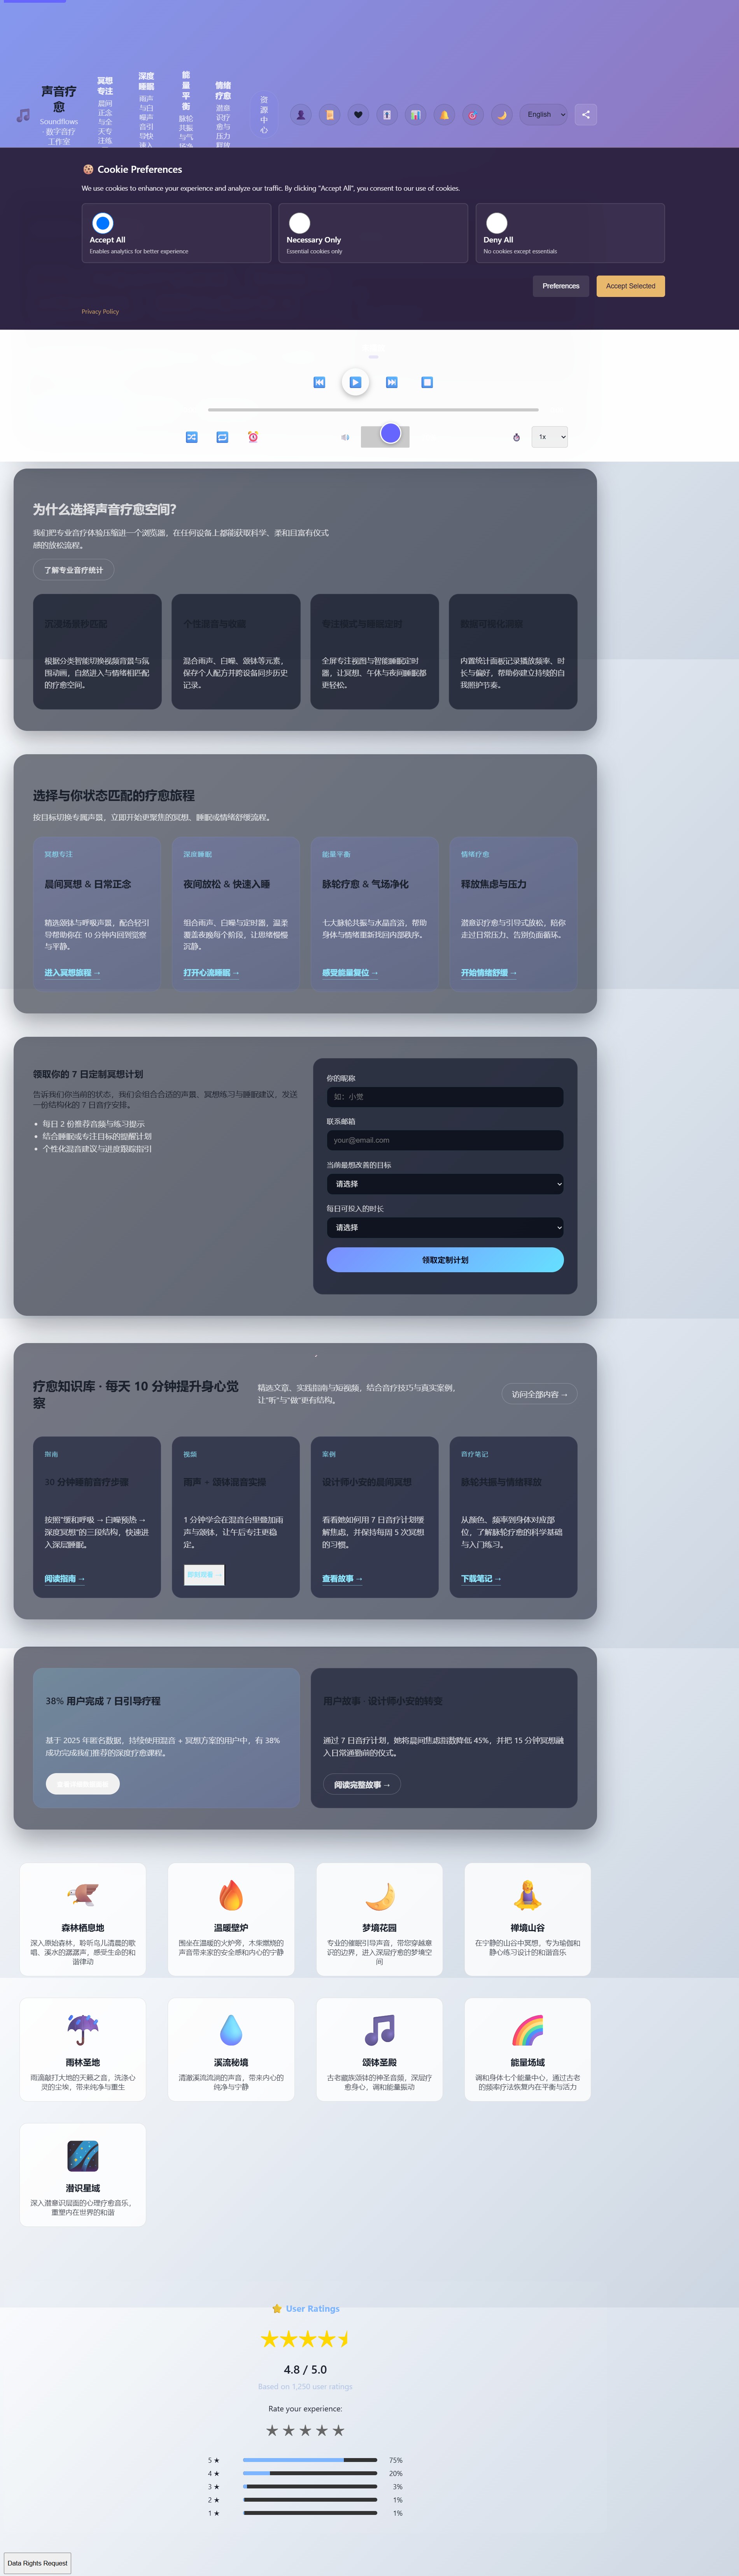 声音疗
愈
Soundflows
· 数字音疗
工作室
冥想
专注
晨间
正念
与全
天专
注练
深度
睡眠
雨声
与白
噪声
音引
导快
速入
能
量
平
衡
脉轮
共振
与气
情绪
疗愈
潜意
识疗
愈与
压力
释放
资
源
中
心
English
🍪 Cookie Preferences
We use cookies to enhance your experience and analyze our traffic. By clicking "Accept All", you consent to our use of cookies.
Accept All
Enables analytics for better experience
Necessary Only
Essential cookies only
Deny All
No cookies except essentials
Preferences
Accept Selected
Privacy Policy
1x
为什么选择声音疗愈空间?
我们把专业音疗体验压缩进一个浏览器，在任何设备上都能获取科学、柔和且富有仪式
感的放松流程。
了解专业音疗统计
沉浸场景秒匹配
根据分类智能切换视频背景与氛
围动画，自然进入与情绪相匹配
的疗愈空间。
个性混音与收藏
混合雨声、白噪、颂钵等元素，
保存个人配方并跨设备同步历史
记录。
专注模式与睡眠定时
全屏专注视图与智能睡眠定时
器，让冥想、午休与夜间睡眠都
更轻松。
数据可视化洞察
内置统计面板记录播放频率、时
长与偏好，帮助你建立持续的自
我照护节奏。
选择与你状态匹配的疗愈旅程
按目标切换专属声景，立即开始更聚焦的冥想、睡眠或情绪舒缓流程。
冥想专注
晨间冥想 & 日常正念
精选颂钵与呼吸声景，配合轻引
导帮助你在 10 分钟内回到觉察
与平静。
进入冥想旅程 →
深度睡眠
夜间放松 & 快速入睡
组合雨声、白噪与定时器，温柔
覆盖夜晚每个阶段，让思绪慢慢
沉静。
打开心流睡眠 →
能量平衡
脉轮疗愈 & 气场净化
七大脉轮共振与水晶音浴，帮助
身体与情绪重新找回内部秩序。
感受能量复位 →
情绪疗愈
释放焦虑与压力
潜意识疗愈与引导式放松，陪你
走过日常压力、告别负面循环。
开始情绪舒缓 →
领取你的 7 日定制冥想计划
告诉我们你当前的状态，我们会组合合适的声景、冥想练习与睡眠建议，发送
一份结构化的 7 日音疗安排。
• 每日 2 份推荐音频与练习提示
• 结合睡眠或专注目标的提醒计划
• 个性化混音建议与进度跟踪指引
你的昵称
如：小觉
联系邮箱
your@email.com
当前最想改善的目标
请选择
每日可投入的时长
请选择
领取定制计划
疗愈知识库 · 每天 10 分钟提升身心觉
察
精选文章、实践指南与短视频，结合音疗技巧与真实案例，
让"听"与"做"更有结构。
访问全部内容 →
指南
30 分钟睡前音疗步骤
按照"缓和呼吸 → 白噪预热 →
深度冥想"的三段结构，快速进
入深层睡眠。
阅读指南 →
视频
雨声 + 颂钵混音实操
1 分钟学会在混音台里叠加雨
声与颂钵，让午后专注更稳
定。
即刻观看 →
案例
设计师小安的晨间冥想
看看她如何用 7 日音疗计划缓
解焦虑，并保持每周 5 次冥想
的习惯。
查看故事 →
音疗笔记
脉轮共振与情绪释放
从颜色、频率到身体对应部
位，了解脉轮疗愈的科学基础
与入门练习。
下载笔记 →
38% 用户完成 7 日引导疗程
基于 2025 年匿名数据，持续使用混音 + 冥想方案的用户中，有 38%
成功完成我们推荐的深度疗愈课程。
用户故事 · 设计师小安的转变
通过 7 日音疗计划，她将晨间焦虑指数降低 45%，并把 15 分钟冥想融
入日常通勤前的仪式。
阅读完整故事 →
森林栖息地
深入原始森林，聆听鸟儿清晨的歌
唱、溪水的潺潺声，感受生命的和
谐律动
温暖壁炉
围坐在温暖的火炉旁，木柴燃烧的
声音带来家的安全感和内心的宁静
梦境花园
专业的催眠引导声音，带您穿越意
识的边界，进入深层疗愈的梦境空
间
禅境山谷
在宁静的山谷中冥想，专为瑜伽和
静心练习设计的和谐音乐
雨林圣地
雨滴敲打大地的天籁之音，洗涤心
灵的尘埃，带来纯净与重生
溪流秘境
清澈溪流流淌的声音，带来内心的
纯净与宁静
颂钵圣殿
古老藏族颂钵的神圣音频，深层疗
愈身心，调和能量振动
能量场域
调和身体七个能量中心，通过古老
的频率疗法恢复内在平衡与活力
潜识星域
深入潜意识层面的心理疗愈音乐，
重塑内在世界的和谐
⭐ User Ratings
4.8 / 5.0
Based on 1,250 user ratings
Rate your experience:
★ ★ ★ ★ ★
5 ★ 75%
4 ★ 20%
3 ★ 3%
2 ★ 1%
1 ★ 1%
Data Rights Request